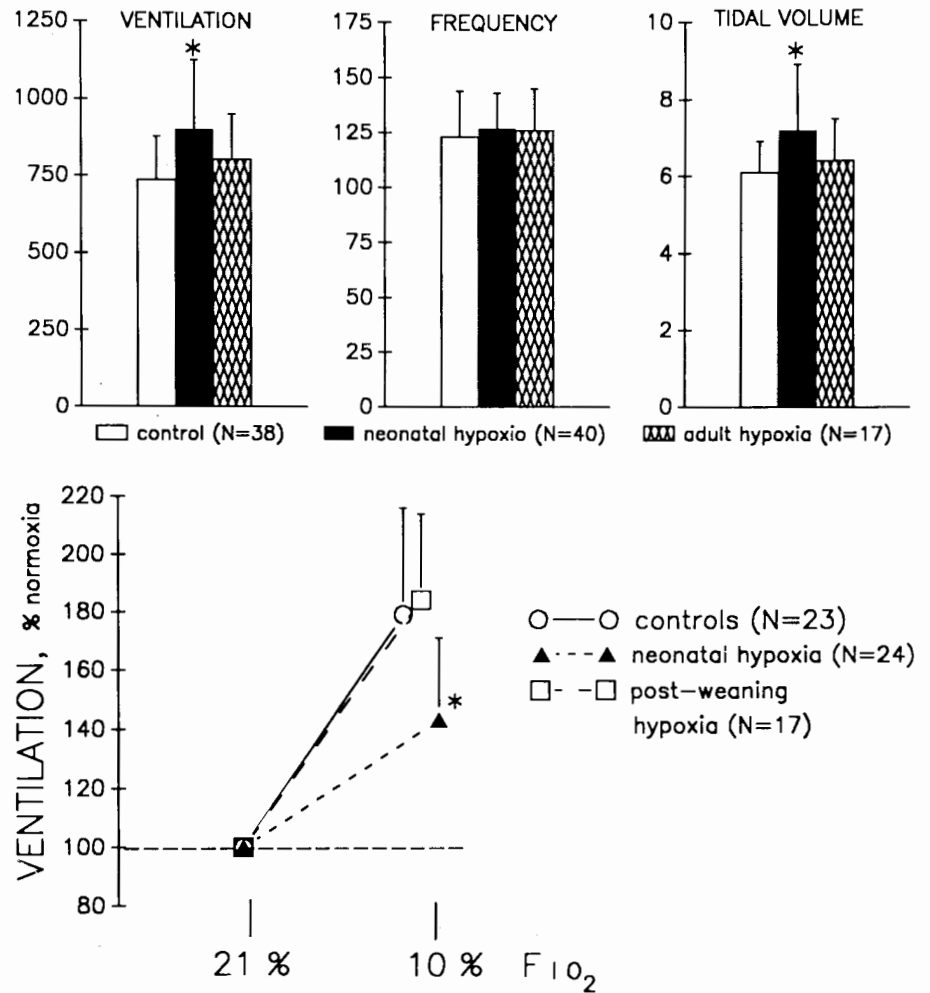 VENTILATION
1250
1000
750
500
250
0
*
FREQUENCY
175
150
125
100
75
50
25
0
TIDAL VOLUME
10
8
6
4
2
0
*
control (N=38)
neonatal hypoxio (N=40)
adult hypoxia (N=17)
VENTILATION, % normoxia
220
200
180
160
140
120
100
80
*
controls (N=23)
neonatal hypoxia (N=24)
post-weaning
hypoxia (N=17)
21 %
10 %
FIO2